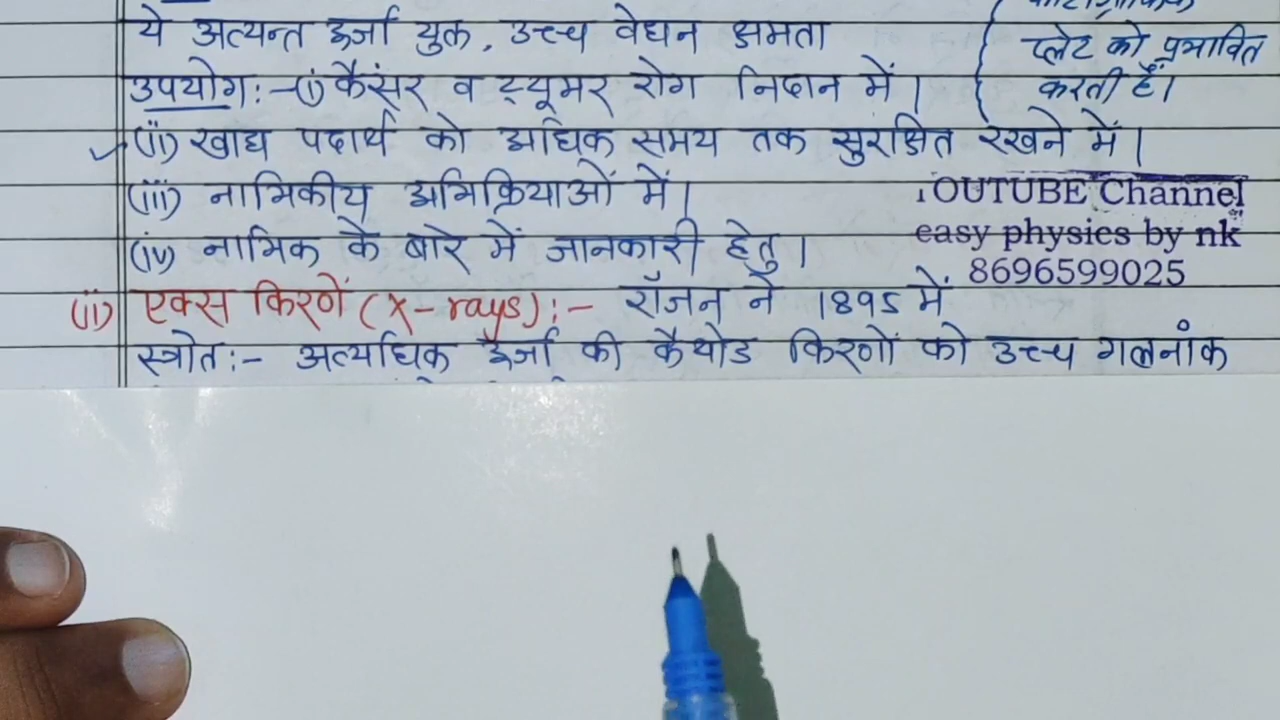 ये अत्यन्त ऊर्जा युक्त, उच्च वेधन क्षमता
प्लेट को प्रभावित
करती हैं।
उपयोग:- (i) कैंसर व ट्यूमर रोग निदान में।
(ii) खाद्य पदार्थ को अधिक समय तक सुरक्षित रखने में।
(iii) नाभिकीय अभिक्रियाओं में।
(iv) नाभिक के बारे में जानकारी हेतु।
YOUTUBE Channel
easy physics by nk
8696599025
(ii) एक्स किरणें (X-rays):- रॉंजन ने 1895 में
स्त्रोत:- अत्यधिक ऊर्जा की कैथोड किरणों को उच्च गलनांक